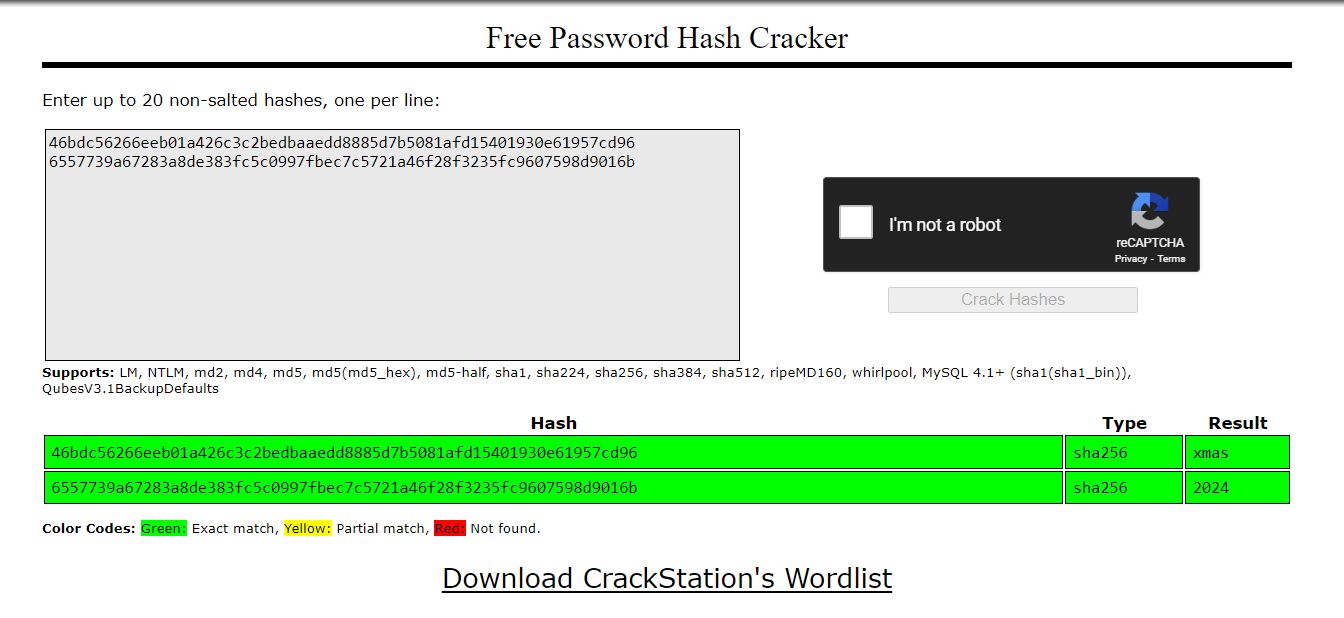 Free Password Hash Cracker
Enter up to 20 non-salted hashes, one per line:
46bdc56266eeb01a426c3c2bedbaaedd8885d7b5081afd15401930e61957cd96
6557739a67283a8de383fc5c0997fbec7c5721a46f28f3235fc9607598d9016b
I'm not a robot
reCAPTCHA
Privacy - Terms
Crack Hashes
Supports: LM, NTLM, md2, md4, md5, md5(md5_hex), md5-half, sha1, sha224, sha256, sha384, sha512, ripeMD160, whirlpool, MySQL 4.1+ (sha1(sha1_bin)),
QubesV3.1BackupDefaults
Hash Type Result
46bdc56266eeb01a426c3c2bedbaaedd8885d7b5081afd15401930e61957cd96 sha256 xmas
6557739a67283a8de383fc5c0997fbec7c5721a46f28f3235fc9607598d9016b sha256 2024
Color Codes: Green: Exact match, Yellow: Partial match, Red: Not found.
Download CrackStation's Wordlist